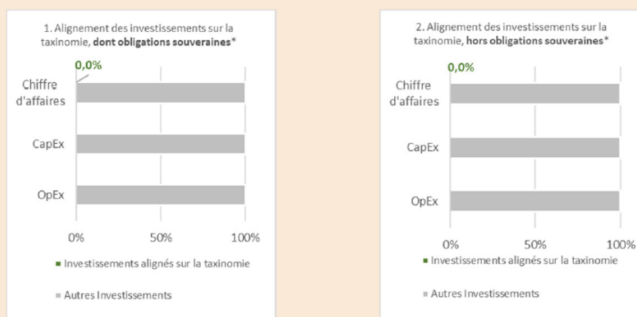 1. Alignement des investissements sur la
taxinomie, dont obligations souveraines*
0,0%
Chiffre
d'affaires
CapEx
OpEx
0%
50%
100%
Investissements alignés sur la taxinomie
Autres Investissements
2. Alignement des investissements sur la
taxinomie, hors obligations souveraines*
0,0%
Chiffre
d'affaires
CapEx
OpEx
0%
50%
100%
Investissements alignés sur la taxinomie
Autres Investissements